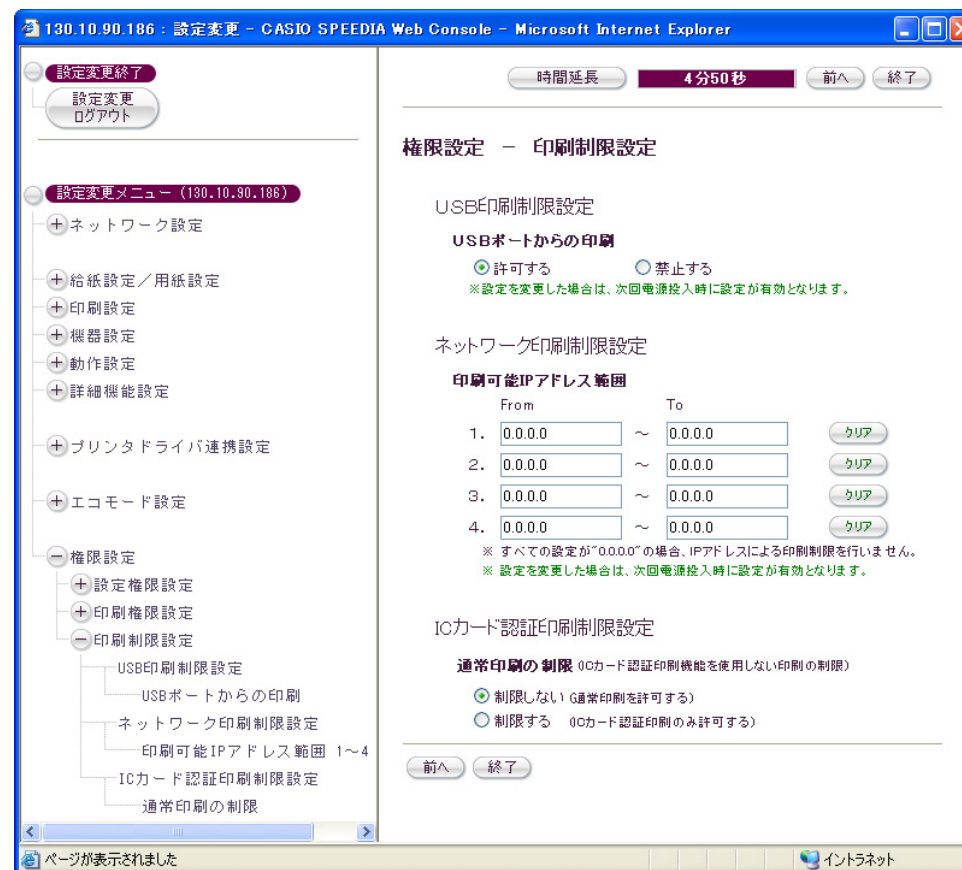 130.10.90.186 : 設定変更 - CASIO SPEEDIA Web Console - Microsoft Internet Explorer
設定変更終了
設定変更
ログアウト
設定変更メニュー (130.10.90.186)
ネットワーク設定
給紙設定／用紙設定
印刷設定
機器設定
動作設定
詳細機能設定
プリンタドライバ連携設定
エコモード設定
権限設定
設定権限設定
印刷権限設定
印刷制限設定
USB印刷制限設定
USBポートからの印刷
ネットワーク印刷制限設定
印刷可能IPアドレス範囲 1～4
ICカード認証印刷制限設定
通常印刷の制限
時間延長 4分50秒 前へ 終了
権限設定 － 印刷制限設定
USB印刷制限設定
USBポートからの印刷
許可する 禁止する
※設定を変更した場合は、次回電源投入時に設定が有効となります。
ネットワーク印刷制限設定
印刷可能IPアドレス範囲
From To
1. 0.0.0.0 ～ 0.0.0.0 クリア
2. 0.0.0.0 ～ 0.0.0.0 クリア
3. 0.0.0.0 ～ 0.0.0.0 クリア
4. 0.0.0.0 ～ 0.0.0.0 クリア
※ すべての設定が"0.0.0.0"の場合、IPアドレスによる印刷制限を行いません。
※ 設定を変更した場合は、次回電源投入時に設定が有効となります。
ICカード認証印刷制限設定
通常印刷の制限 (ICカード認証印刷機能を使用しない印刷の制限)
制限しない (通常印刷を許可する)
制限する (ICカード認証印刷のみ許可する)
前へ 終了
ページが表示されました イントラネット